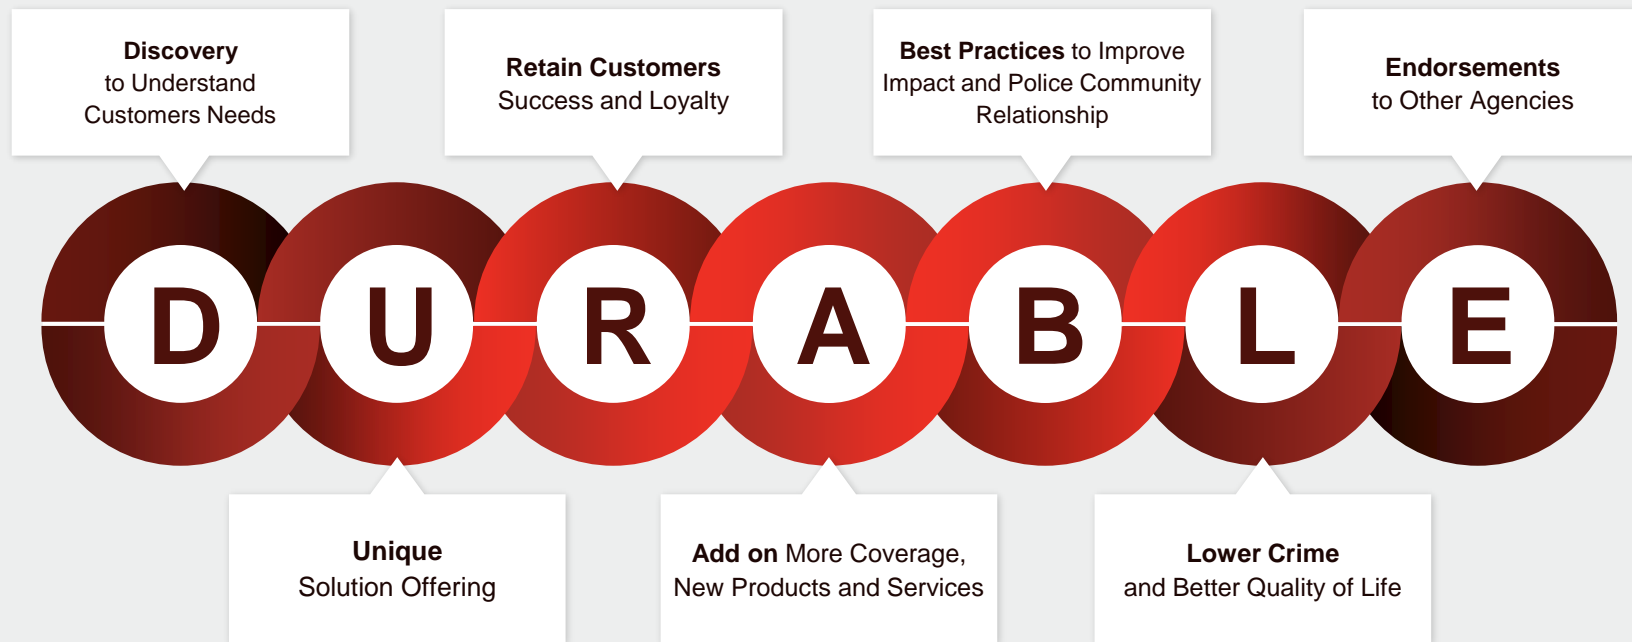 Discovery
to Understand
Customers Needs
Retain Customers
Success and Loyalty
Best Practices to Improve
Impact and Police Community
Relationship
Endorsements
to Other Agencies
D U R A B L E
Unique
Solution Offering
Add on More Coverage,
New Products and Services
Lower Crime
and Better Quality of Life